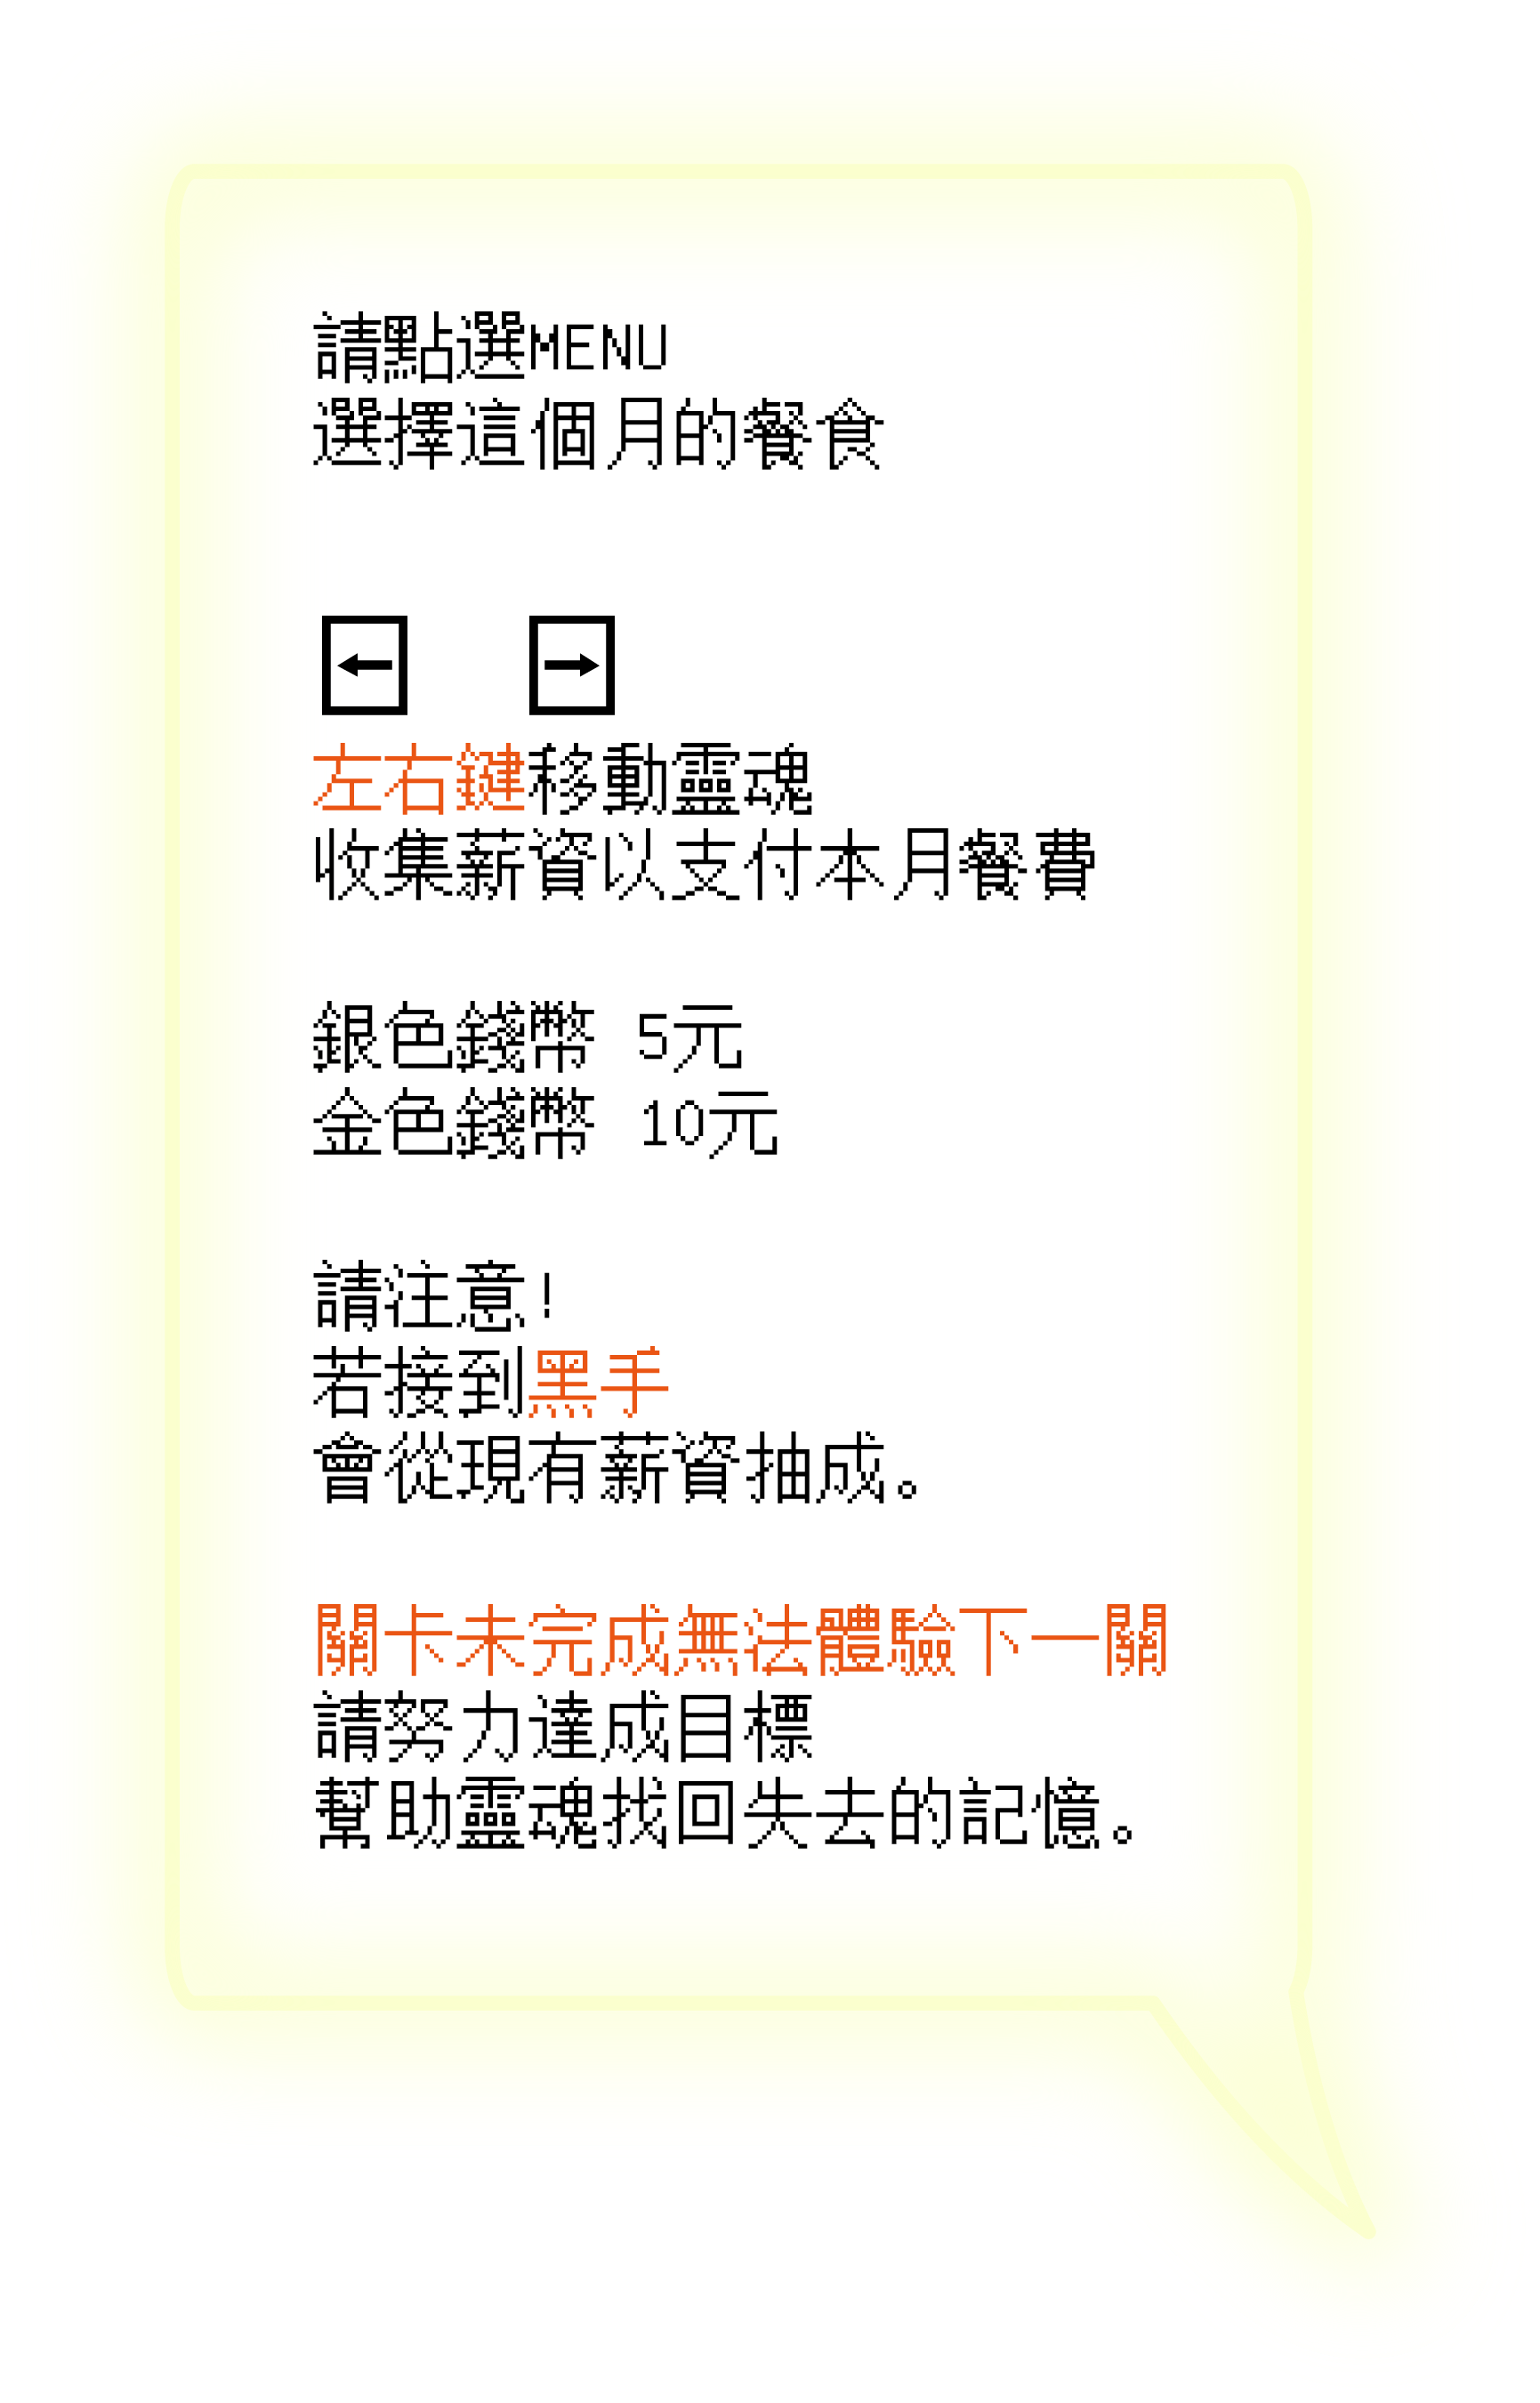 請點選MENU
選擇這個月的餐食
← →
左右鍵移動靈魂
收集薪資以支付本月餐費
銀色錢幣 5元
金色錢幣 10元
請注意!
若接到黑手
會從現有薪資抽成。
關卡未完成無法體驗下一關
請努力達成目標
幫助靈魂找回失去的記憶。